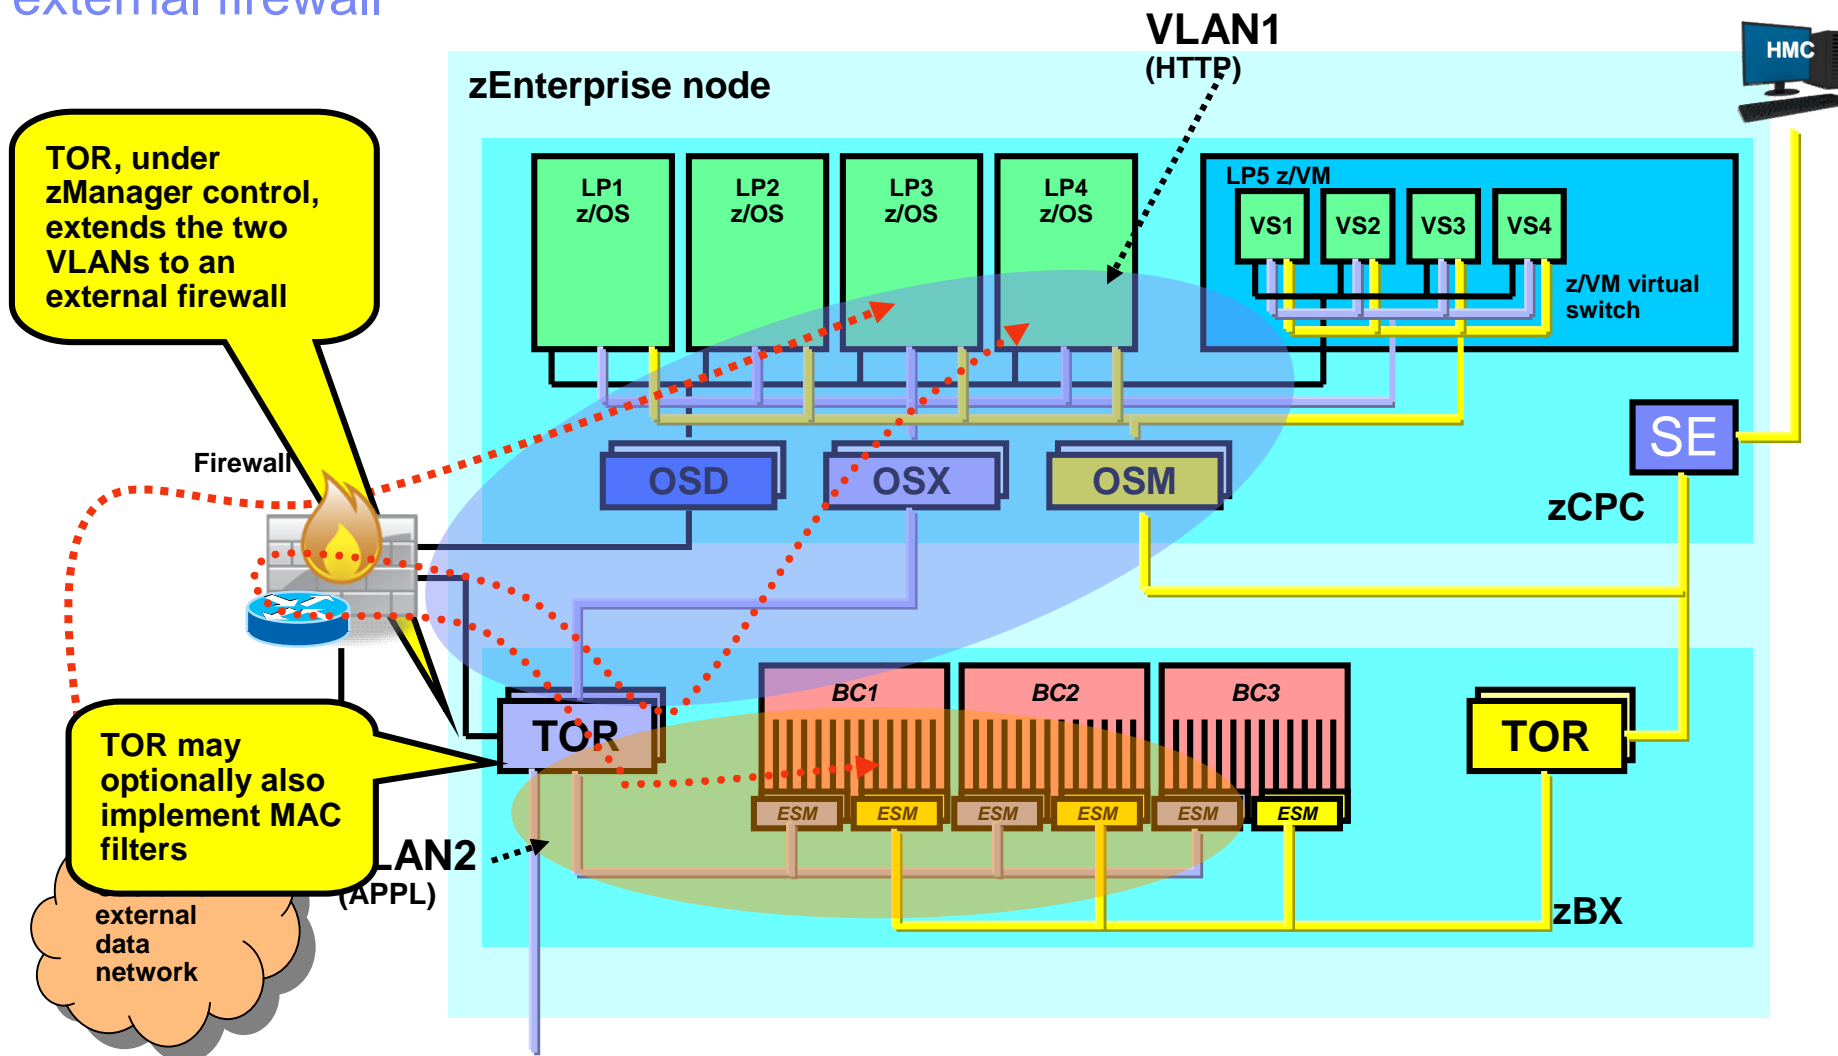 external firewall
VLAN1
(HTTP)
HMC
zEnterprise node
TOR, under
zManager control,
extends the two
VLANs to an
external firewall
LP1
z/OS
LP2
z/OS
LP3
z/OS
LP4
z/OS
LP5 z/VM
VS1
VS2
VS3
VS4
z/VM virtual
switch
Firewall
OSD
OSX
OSM
SE
zCPC
TOR
BC1
BC2
BC3
TOR
TOR may
optionally also
implement MAC
filters
ESM
ESM
ESM
ESM
ESM
ESM
LAN2
(APPL)
external
data
network
zBX